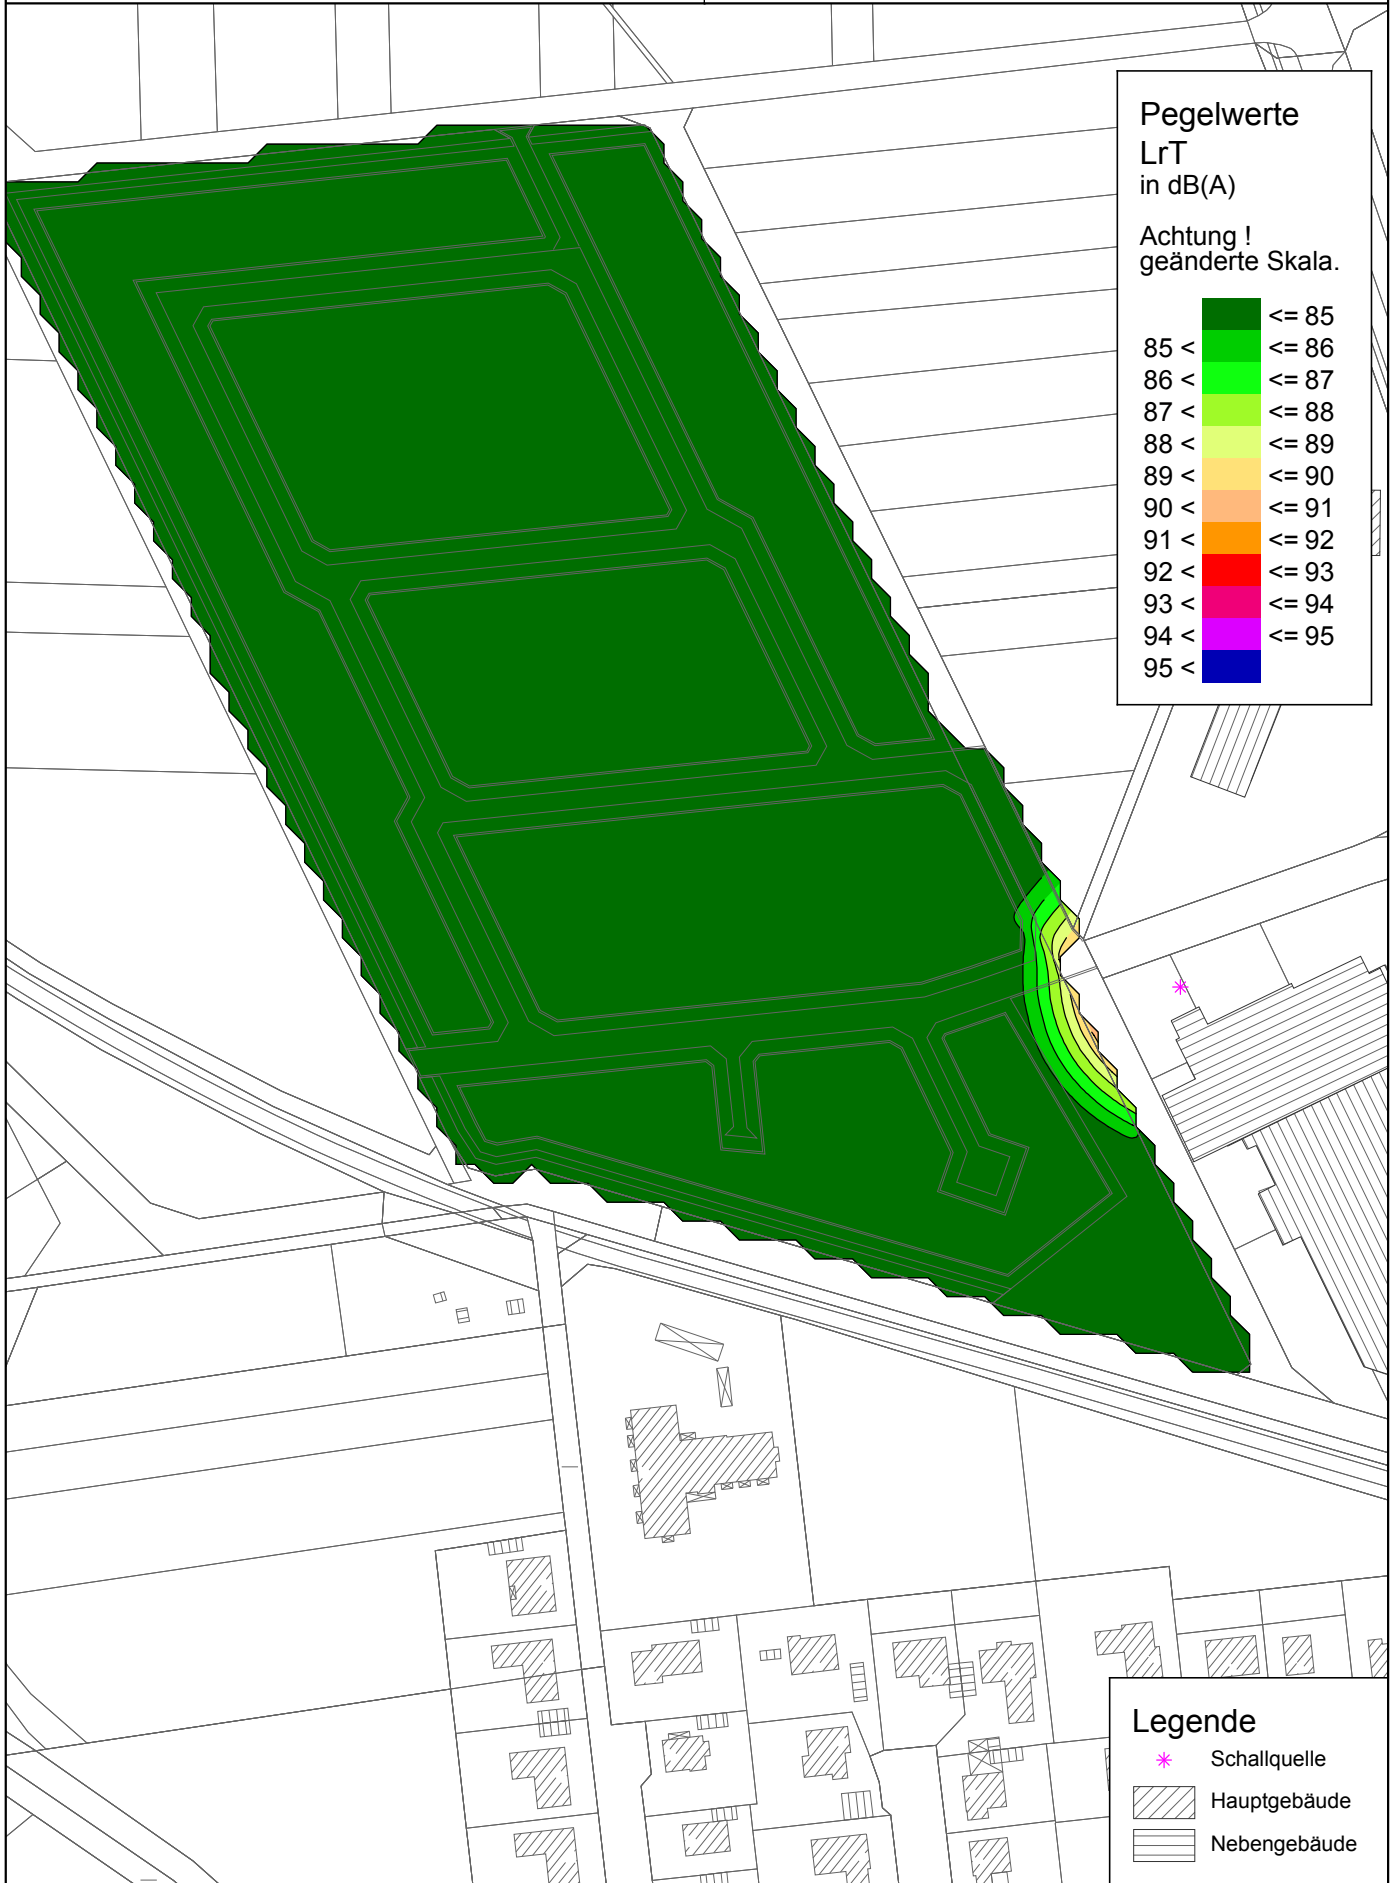 Pegelwerte
LrT
in dB(A)
Achtung !
geänderte Skala.
<= 85
85 < <= 86
86 < <= 87
87 < <= 88
88 < <= 89
89 < <= 90
90 < <= 91
91 < <= 92
92 < <= 93
93 < <= 94
94 < <= 95
95 <
Legende
Schallquelle
Hauptgebäude
Nebengebäude